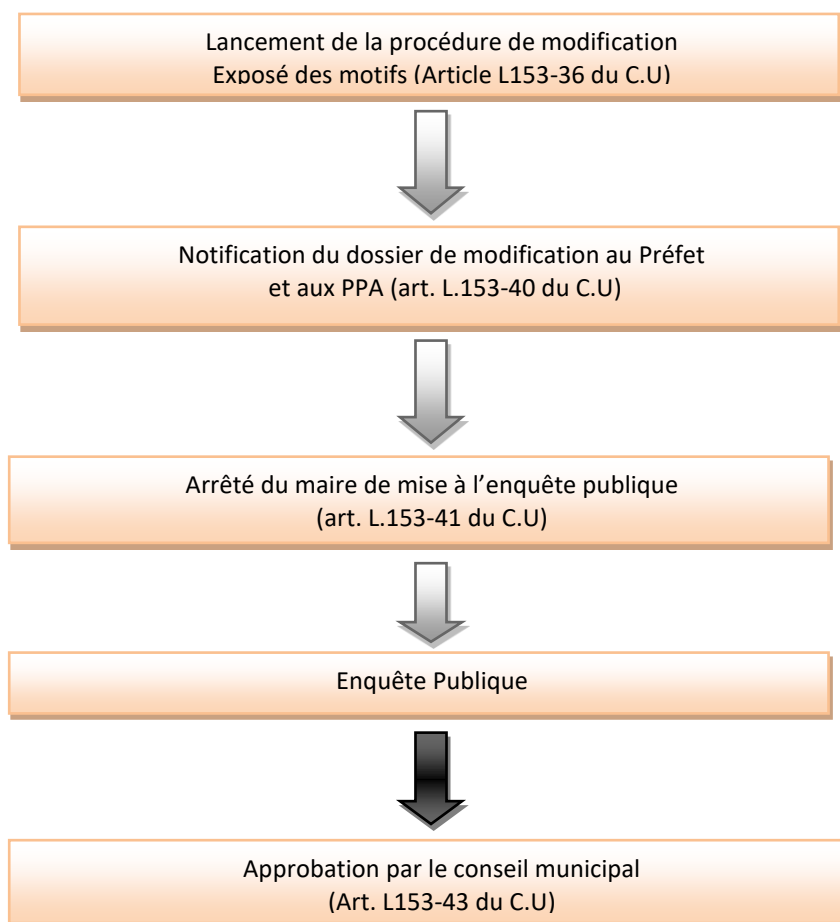 Lancement de la procédure de modification
Exposé des motifs (Article L153-36 du C.U)
Notification du dossier de modification au Préfet
et aux PPA (art. L.153-40 du C.U)
Arrêté du maire de mise à l’enquête publique
(art. L.153-41 du C.U)
Enquête Publique
Approbation par le conseil municipal
(Art. L153-43 du C.U)